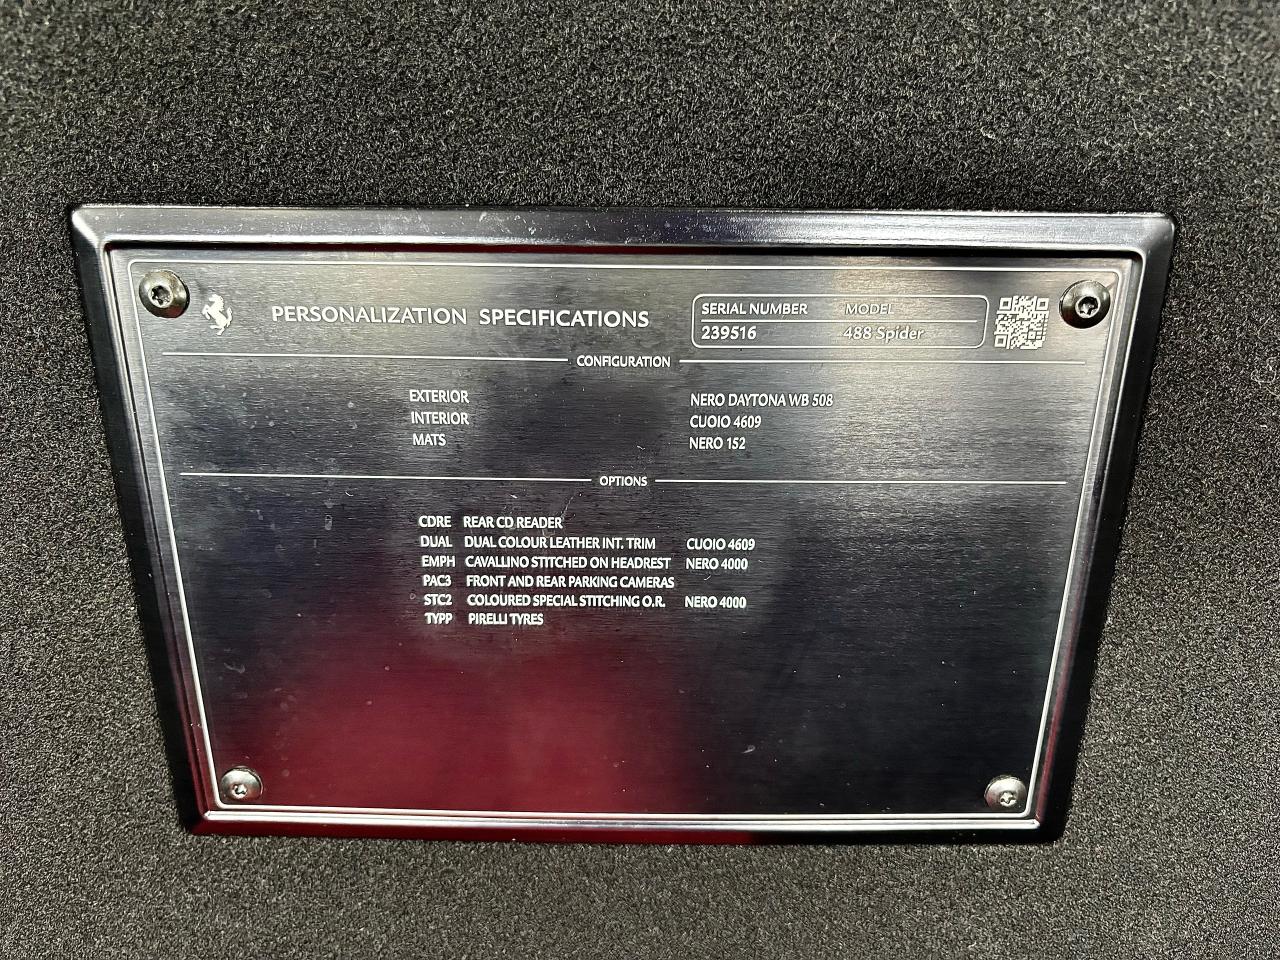 PERSONALIZATION SPECIFICATIONS
SERIAL NUMBER MODEL
239516 488 Spider
CONFIGURATION
EXTERIOR NERO DAYTONA WB 508
INTERIOR CUOIO 4609
MATS NERO 152
OPTIONS
CDRE REAR CD READER
DUAL DUAL COLOUR LEATHER INT. TRIM CUOIO 4609
EMPH CAVALLINO STITCHED ON HEADREST NERO 4000
PAC3 FRONT AND REAR PARKING CAMERAS
STC2 COLOURED SPECIAL STITCHING O.R. NERO 4000
TYPP PIRELLI TYRES